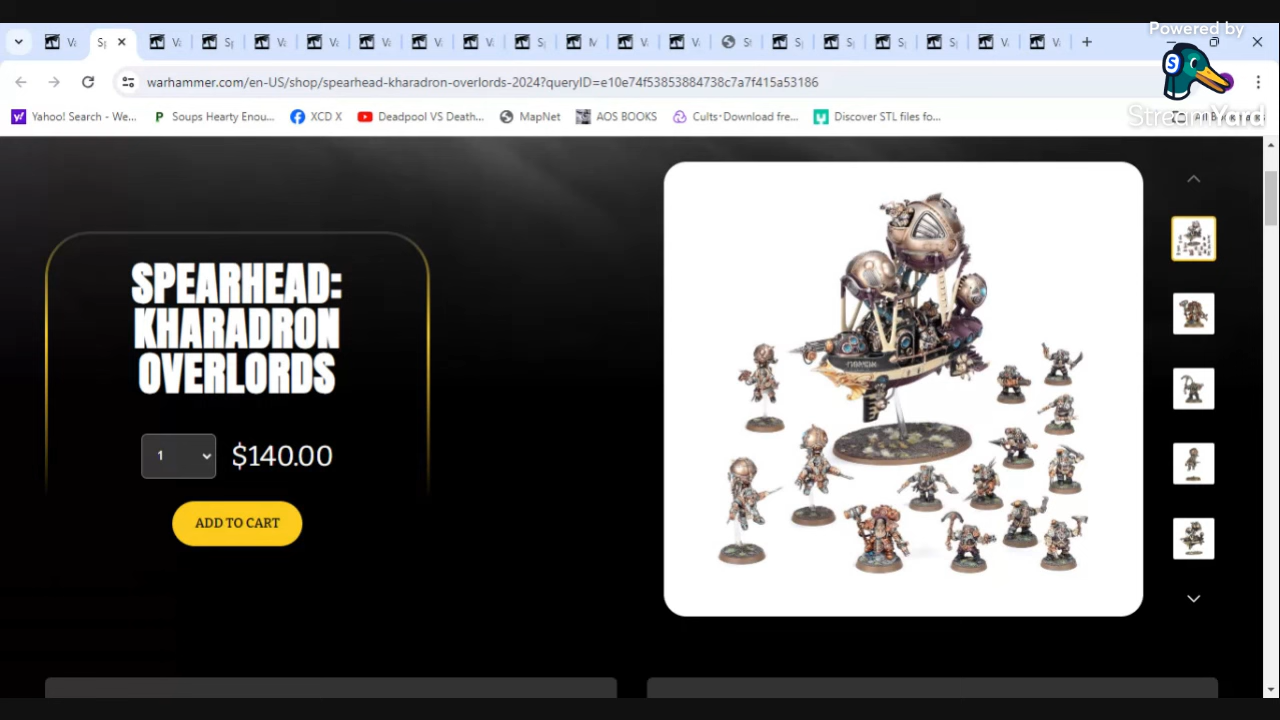 Powered by
StreamYard
warhammer.com/en-US/shop/spearhead-kharadron-overlords-2024?queryID=e10e74f53853884738c7a7f415a53186
Yahoo! Search - We...
Soups Hearty Enou...
XCD X
Deadpool VS Death...
MapNet
AOS BOOKS
Cults·Download fre...
Discover STL files fo...
SPEARHEAD:
KHARADRON
OVERLORDS
1
$140.00
ADD TO CART